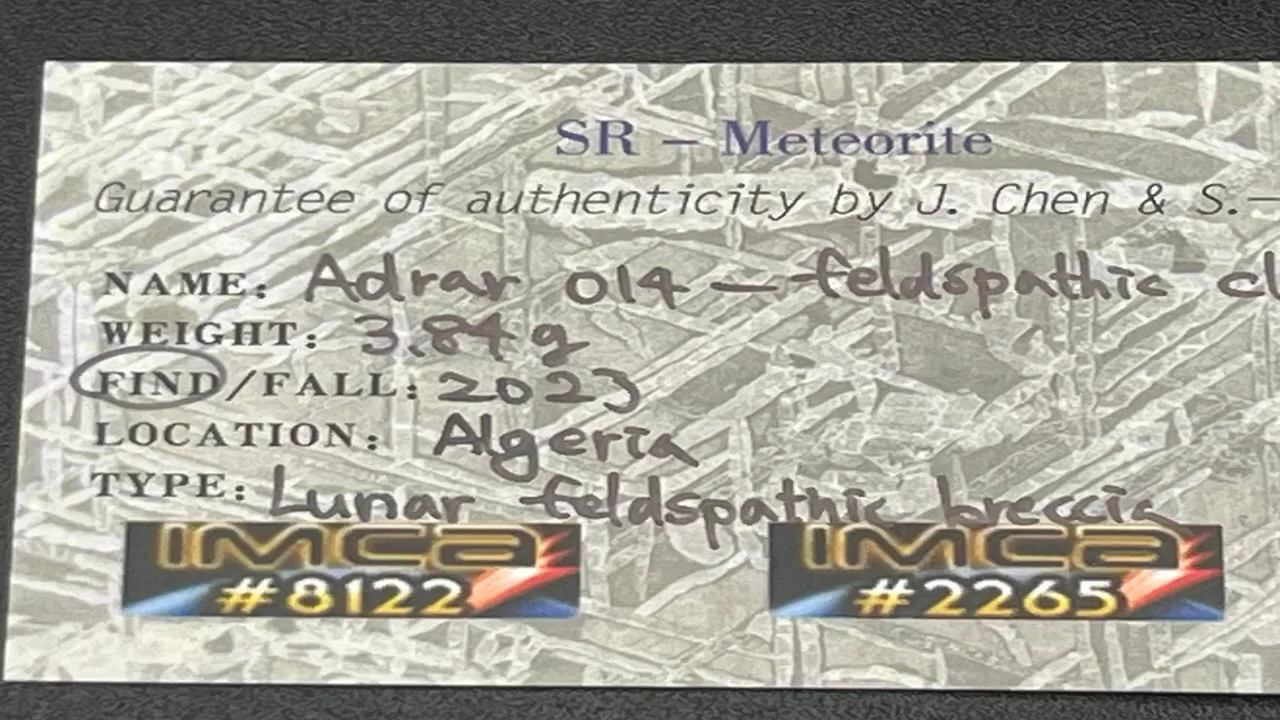 SR – Meteorite
Guarantee of authenticity by J. Chen & S.–
NAME: Adrar 014 – feldspathic cl
WEIGHT: 3.84 g
FIND/FALL: 2023
LOCATION: Algeria
TYPE: Lunar feldspathic breccia
IMCA IMCA
#8122 #2265